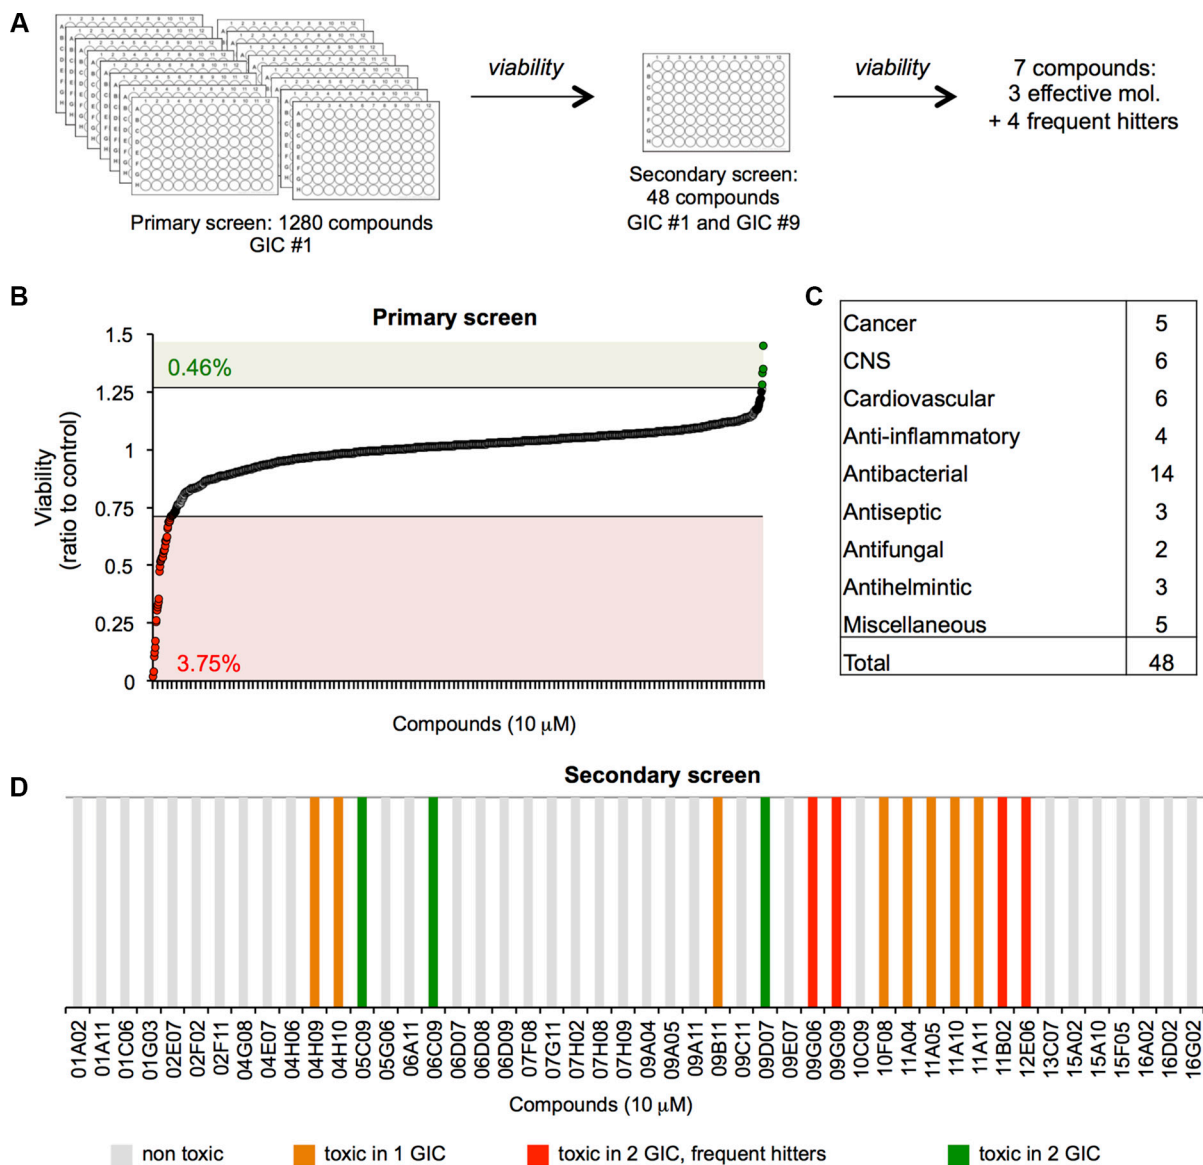 A
viability
viability
7 compounds:
3 effective mol.
+ 4 frequent hitters
Primary screen: 1280 compounds
GIC #1
Secondary screen:
48 compounds
GIC #1 and GIC #9
B
Primary screen
Viability
(ratio to control)
1.5
1.25
1
0.75
0.5
0.25
0
0.46%
3.75%
Compounds (10 μM)
C
Cancer 5
CNS 6
Cardiovascular 6
Anti-inflammatory 4
Antibacterial 14
Antiseptic 3
Antifungal 2
Antihelmintic 3
Miscellaneous 5
Total 48
D
Secondary screen
01A02
01A11
01C06
01G03
02E07
02F02
02F11
04G08
04E07
04H06
04H09
04H10
05C09
05G06
06A11
06C09
06D07
06D08
06D09
07F08
07G11
07H02
07H08
07H09
09A04
09A05
09A11
09B11
09C11
09D07
09E07
09G06
09G09
10C09
10F08
11A04
11A05
11A10
11A11
11B02
12E06
13C07
15A02
15A10
15F05
16A02
16D02
16G02
Compounds (10 μM)
non toxic
toxic in 1 GIC
toxic in 2 GIC, frequent hitters
toxic in 2 GIC